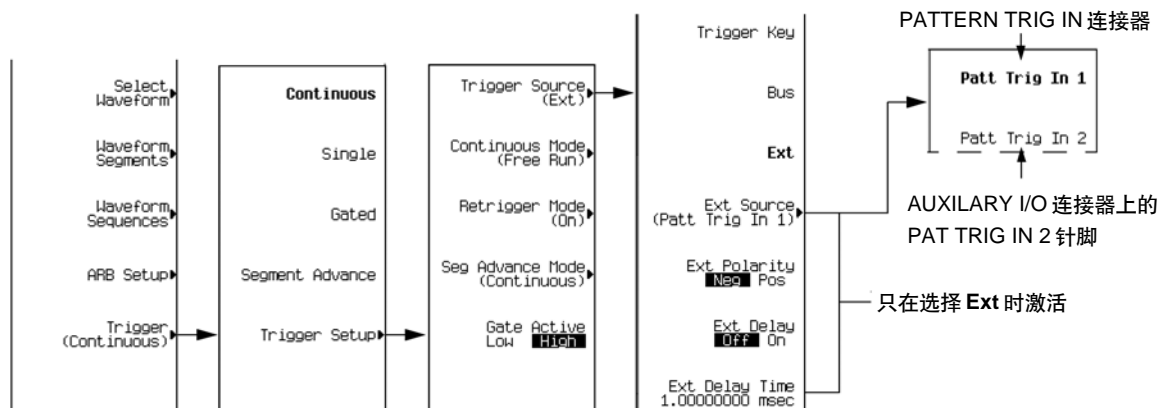 Select
Waveform
Waveform
Segments
Waveform
Sequences
ARB Setup
Trigger
(Continuous)
Continuous
Single
Gated
Segment Advance
Trigger Setup
Trigger Source
(Ext)
Continuous Mode
(Free Run)
Retrigger Mode
(On)
Seg Advance Mode
(Continuous)
Gate Active
Low High
Trigger Key
Bus
Ext
Ext Source
(Patt Trig In 1)
Ext Polarity
Neg Pos
Ext Delay
Off On
Ext Delay Time
1.00000000 msec
PATTERN TRIG IN 连接器
Patt Trig In 1
Patt Trig In 2
AUXILARY I/O 连接器上的
PAT TRIG IN 2 针脚
只在选择 Ext 时激活